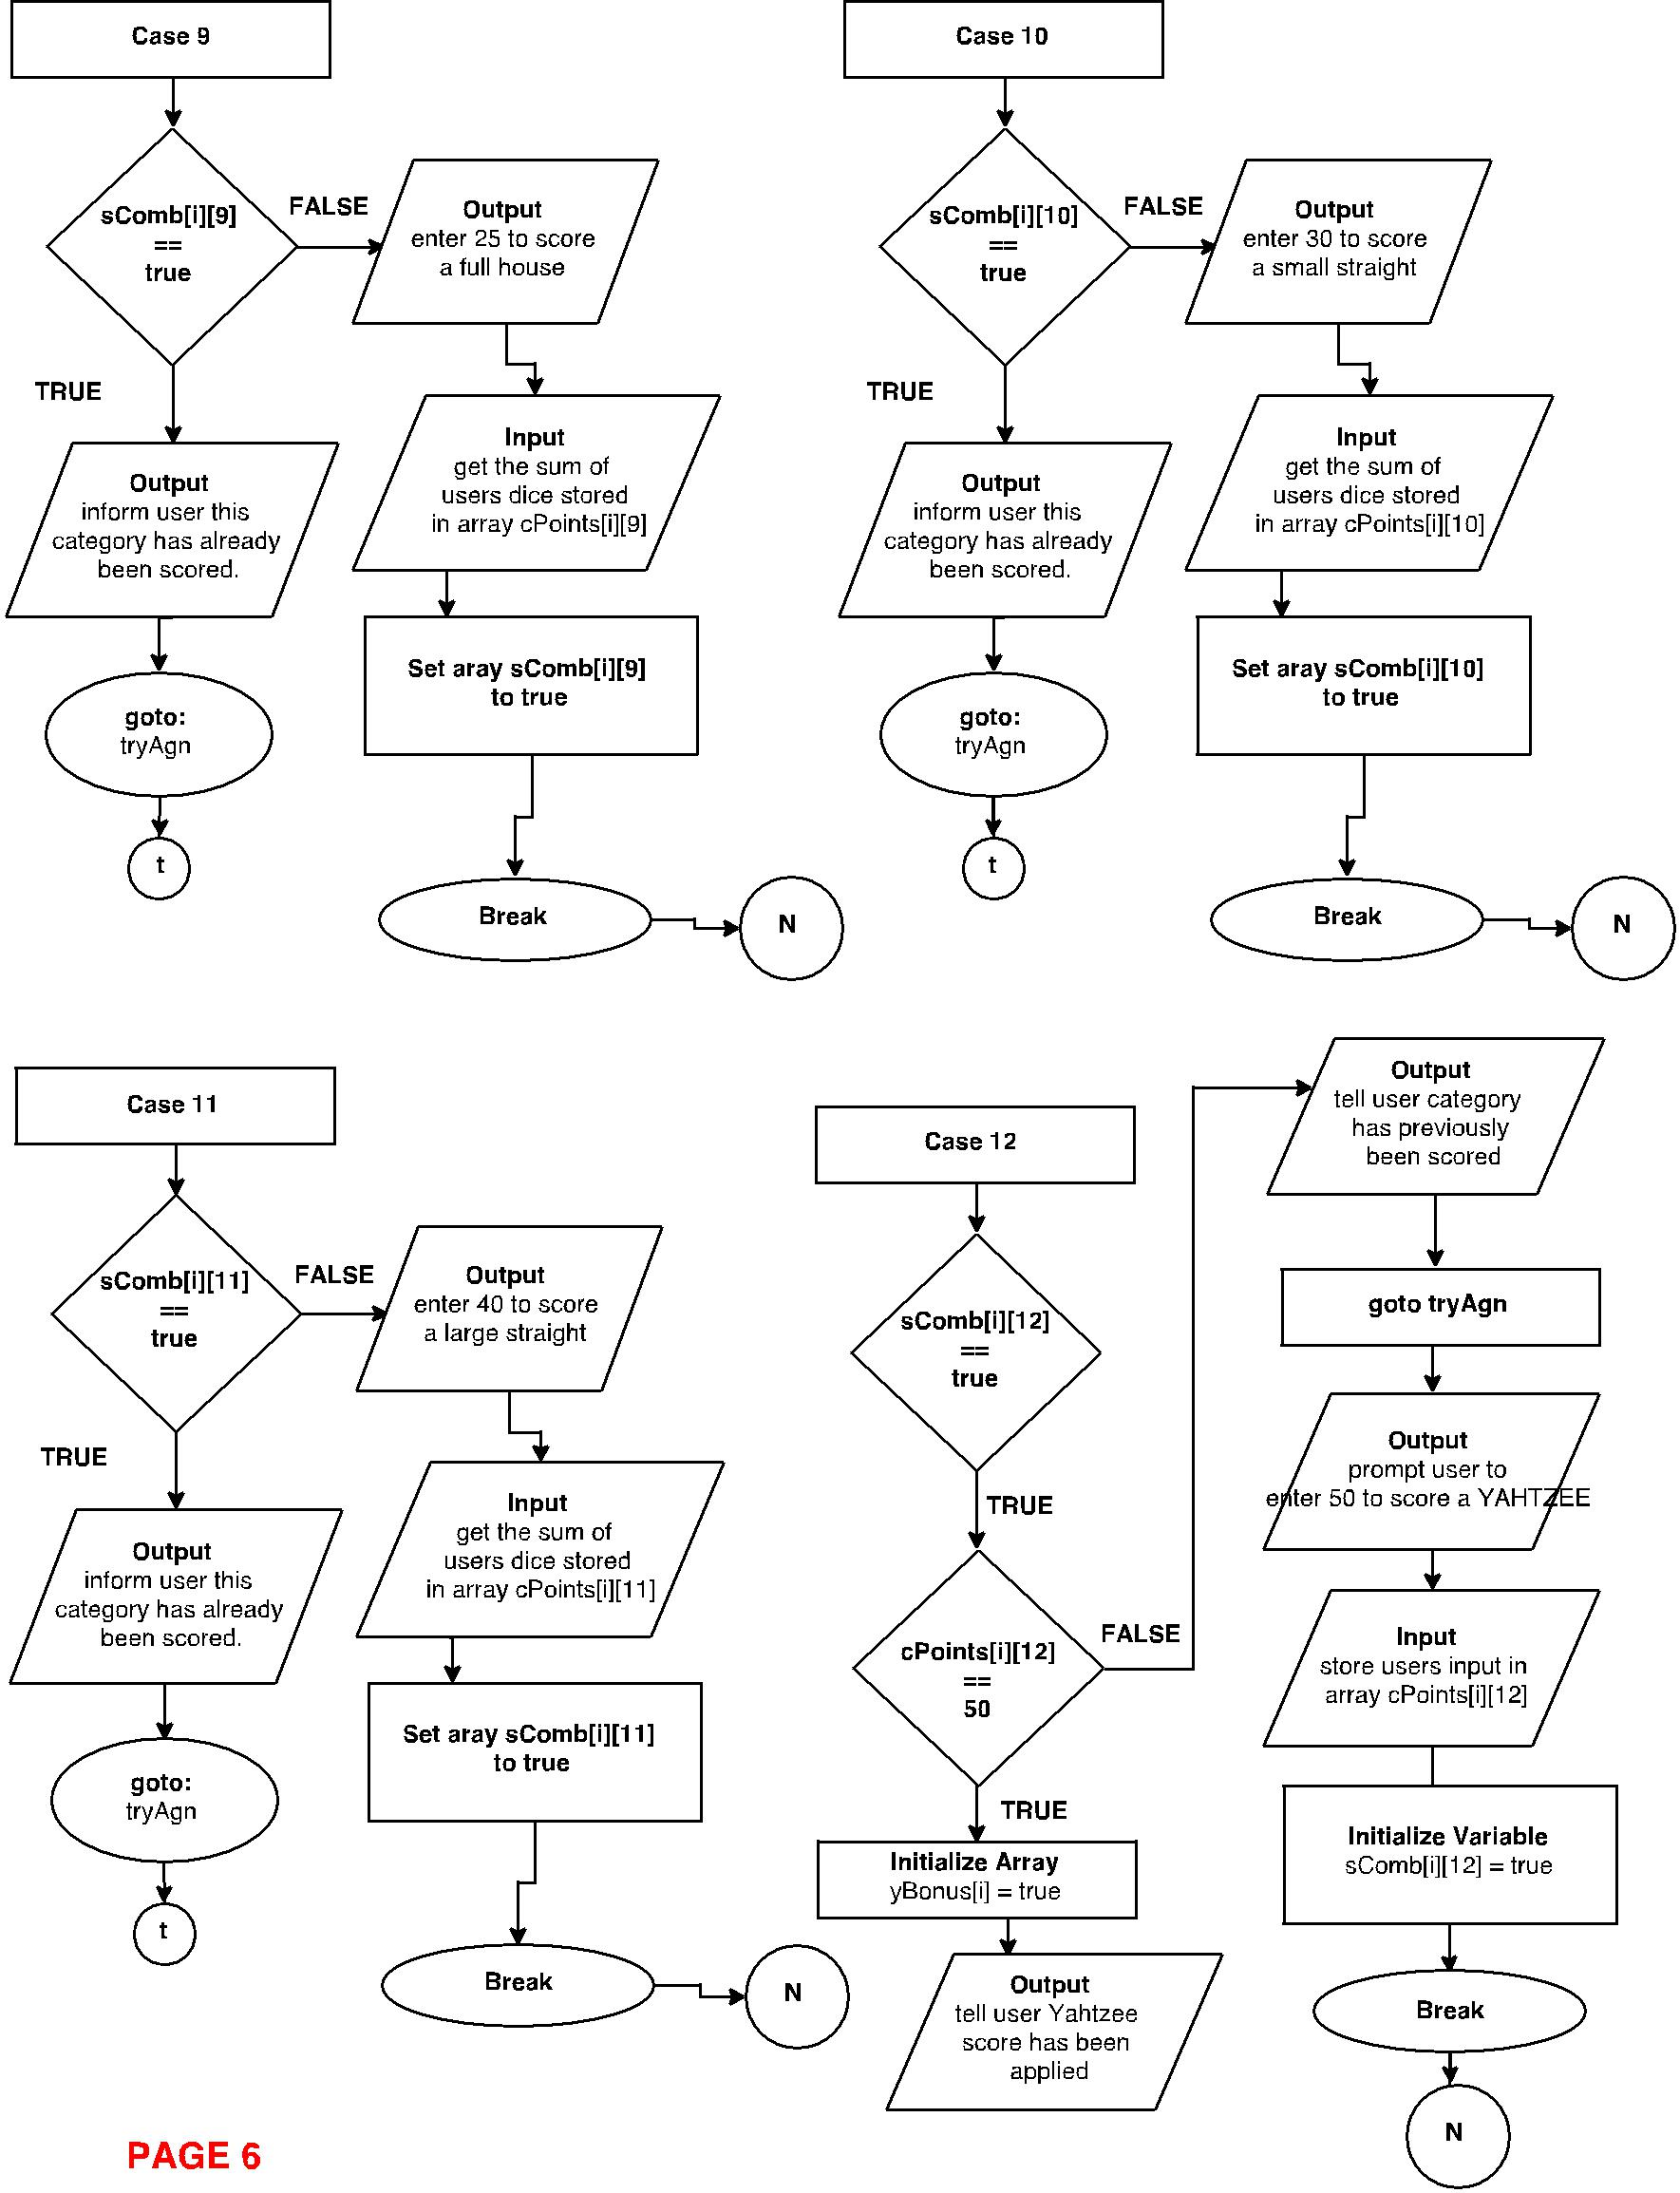 Case 9
sComb[i][9]
==
true
FALSE
Output
enter 25 to score
a full house
TRUE
Output
inform user this
category has already
been scored.
Input
get the sum of
users dice stored
in array cPoints[i][9]
Set aray sComb[i][9]
to true
goto:
tryAgn
t
Break
N
Case 10
sComb[i][10]
==
true
FALSE
Output
enter 30 to score
a small straight
TRUE
Output
inform user this
category has already
been scored.
Input
get the sum of
users dice stored
in array cPoints[i][10]
Set aray sComb[i][10]
to true
goto:
tryAgn
t
Break
N
Case 11
sComb[i][11]
==
true
FALSE
Output
enter 40 to score
a large straight
TRUE
Output
inform user this
category has already
been scored.
Input
get the sum of
users dice stored
in array cPoints[i][11]
Set aray sComb[i][11]
to true
goto:
tryAgn
t
Break
N
Case 12
sComb[i][12]
==
true
TRUE
cPoints[i][12]
==
50
FALSE
TRUE
Initialize Array
yBonus[i] = true
Output
tell user Yahtzee
score has been
applied
Output
tell user category
has previously
been scored
goto tryAgn
Output
prompt user to
enter 50 to score a YAHTZEE
Input
store users input in
array cPoints[i][12]
Initialize Variable
sComb[i][12] = true
Break
N
PAGE 6